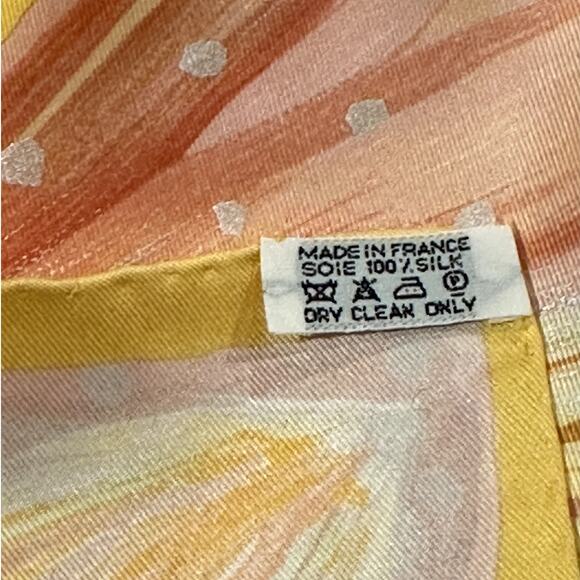 MADE IN FRANCE
SOIE 100% SILK
P
DRY CLEAN ONLY